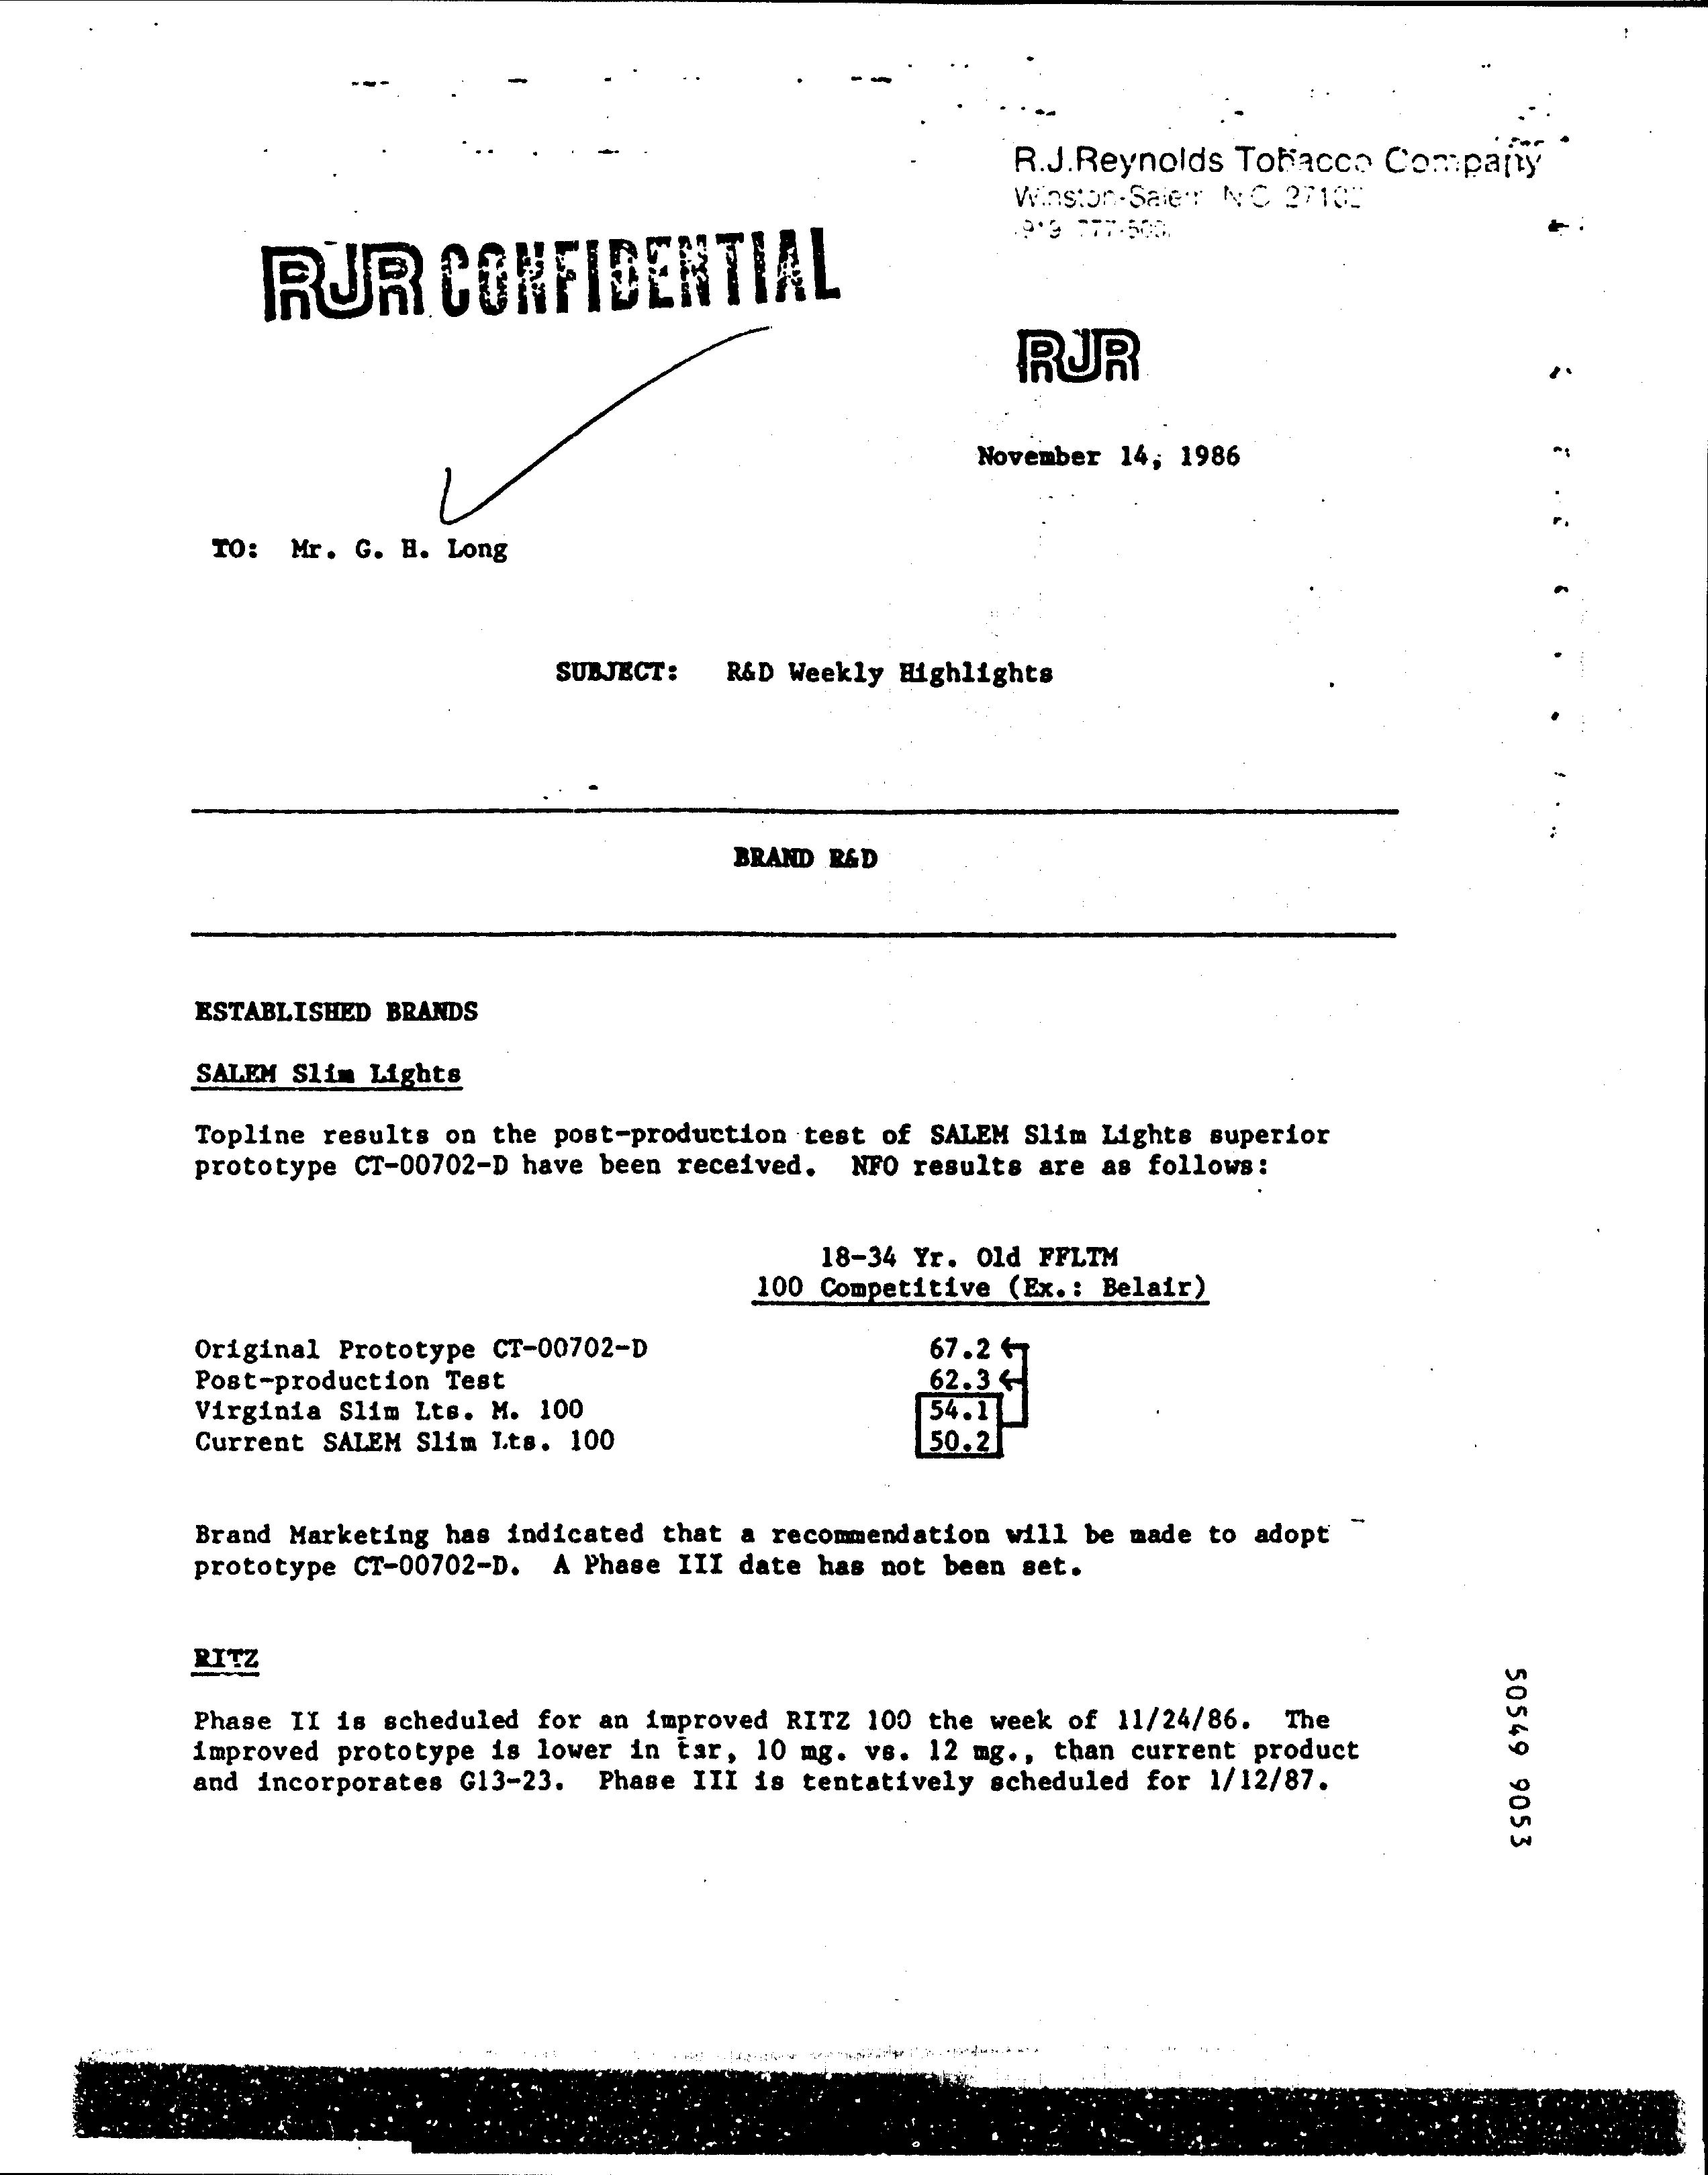 R.J.Reynolds Tobacco Company
Winston-Salem N C 27102
RJR CONFIDENTIAL
RJR
November 14, 1986
TO: Mr. G. H. Long
SUBJECT: R&D Weekly Highlights
BRAND R&D
ESTABLISHED BRANDS
SALEM Slim Lights
Topline results on the post-production test of SALEM Slim Lights superior
prototype CT-00702-D have been received. NFO results are as follows:
18-34 Yr. Old FFLTM
100 Competitive (Ex.: Belair)
Original Prototype CT-00702-D 67.2
Post-production Test 62.3
Virginia Slim Lts. M. 100 54.1
Current SALEM Slim Lts. 100 50.2
Brand Marketing has indicated that a recommendation will be made to adopt
prototype CT-00702-D. A Phase III date has not been set.
RITZ
Phase II is scheduled for an improved RITZ 100 the week of 11/24/86. The
improved prototype is lower in tar, 10 mg. vs. 12 mg., than current product
and incorporates G13-23. Phase III is tentatively scheduled for 1/12/87.
50549 9053